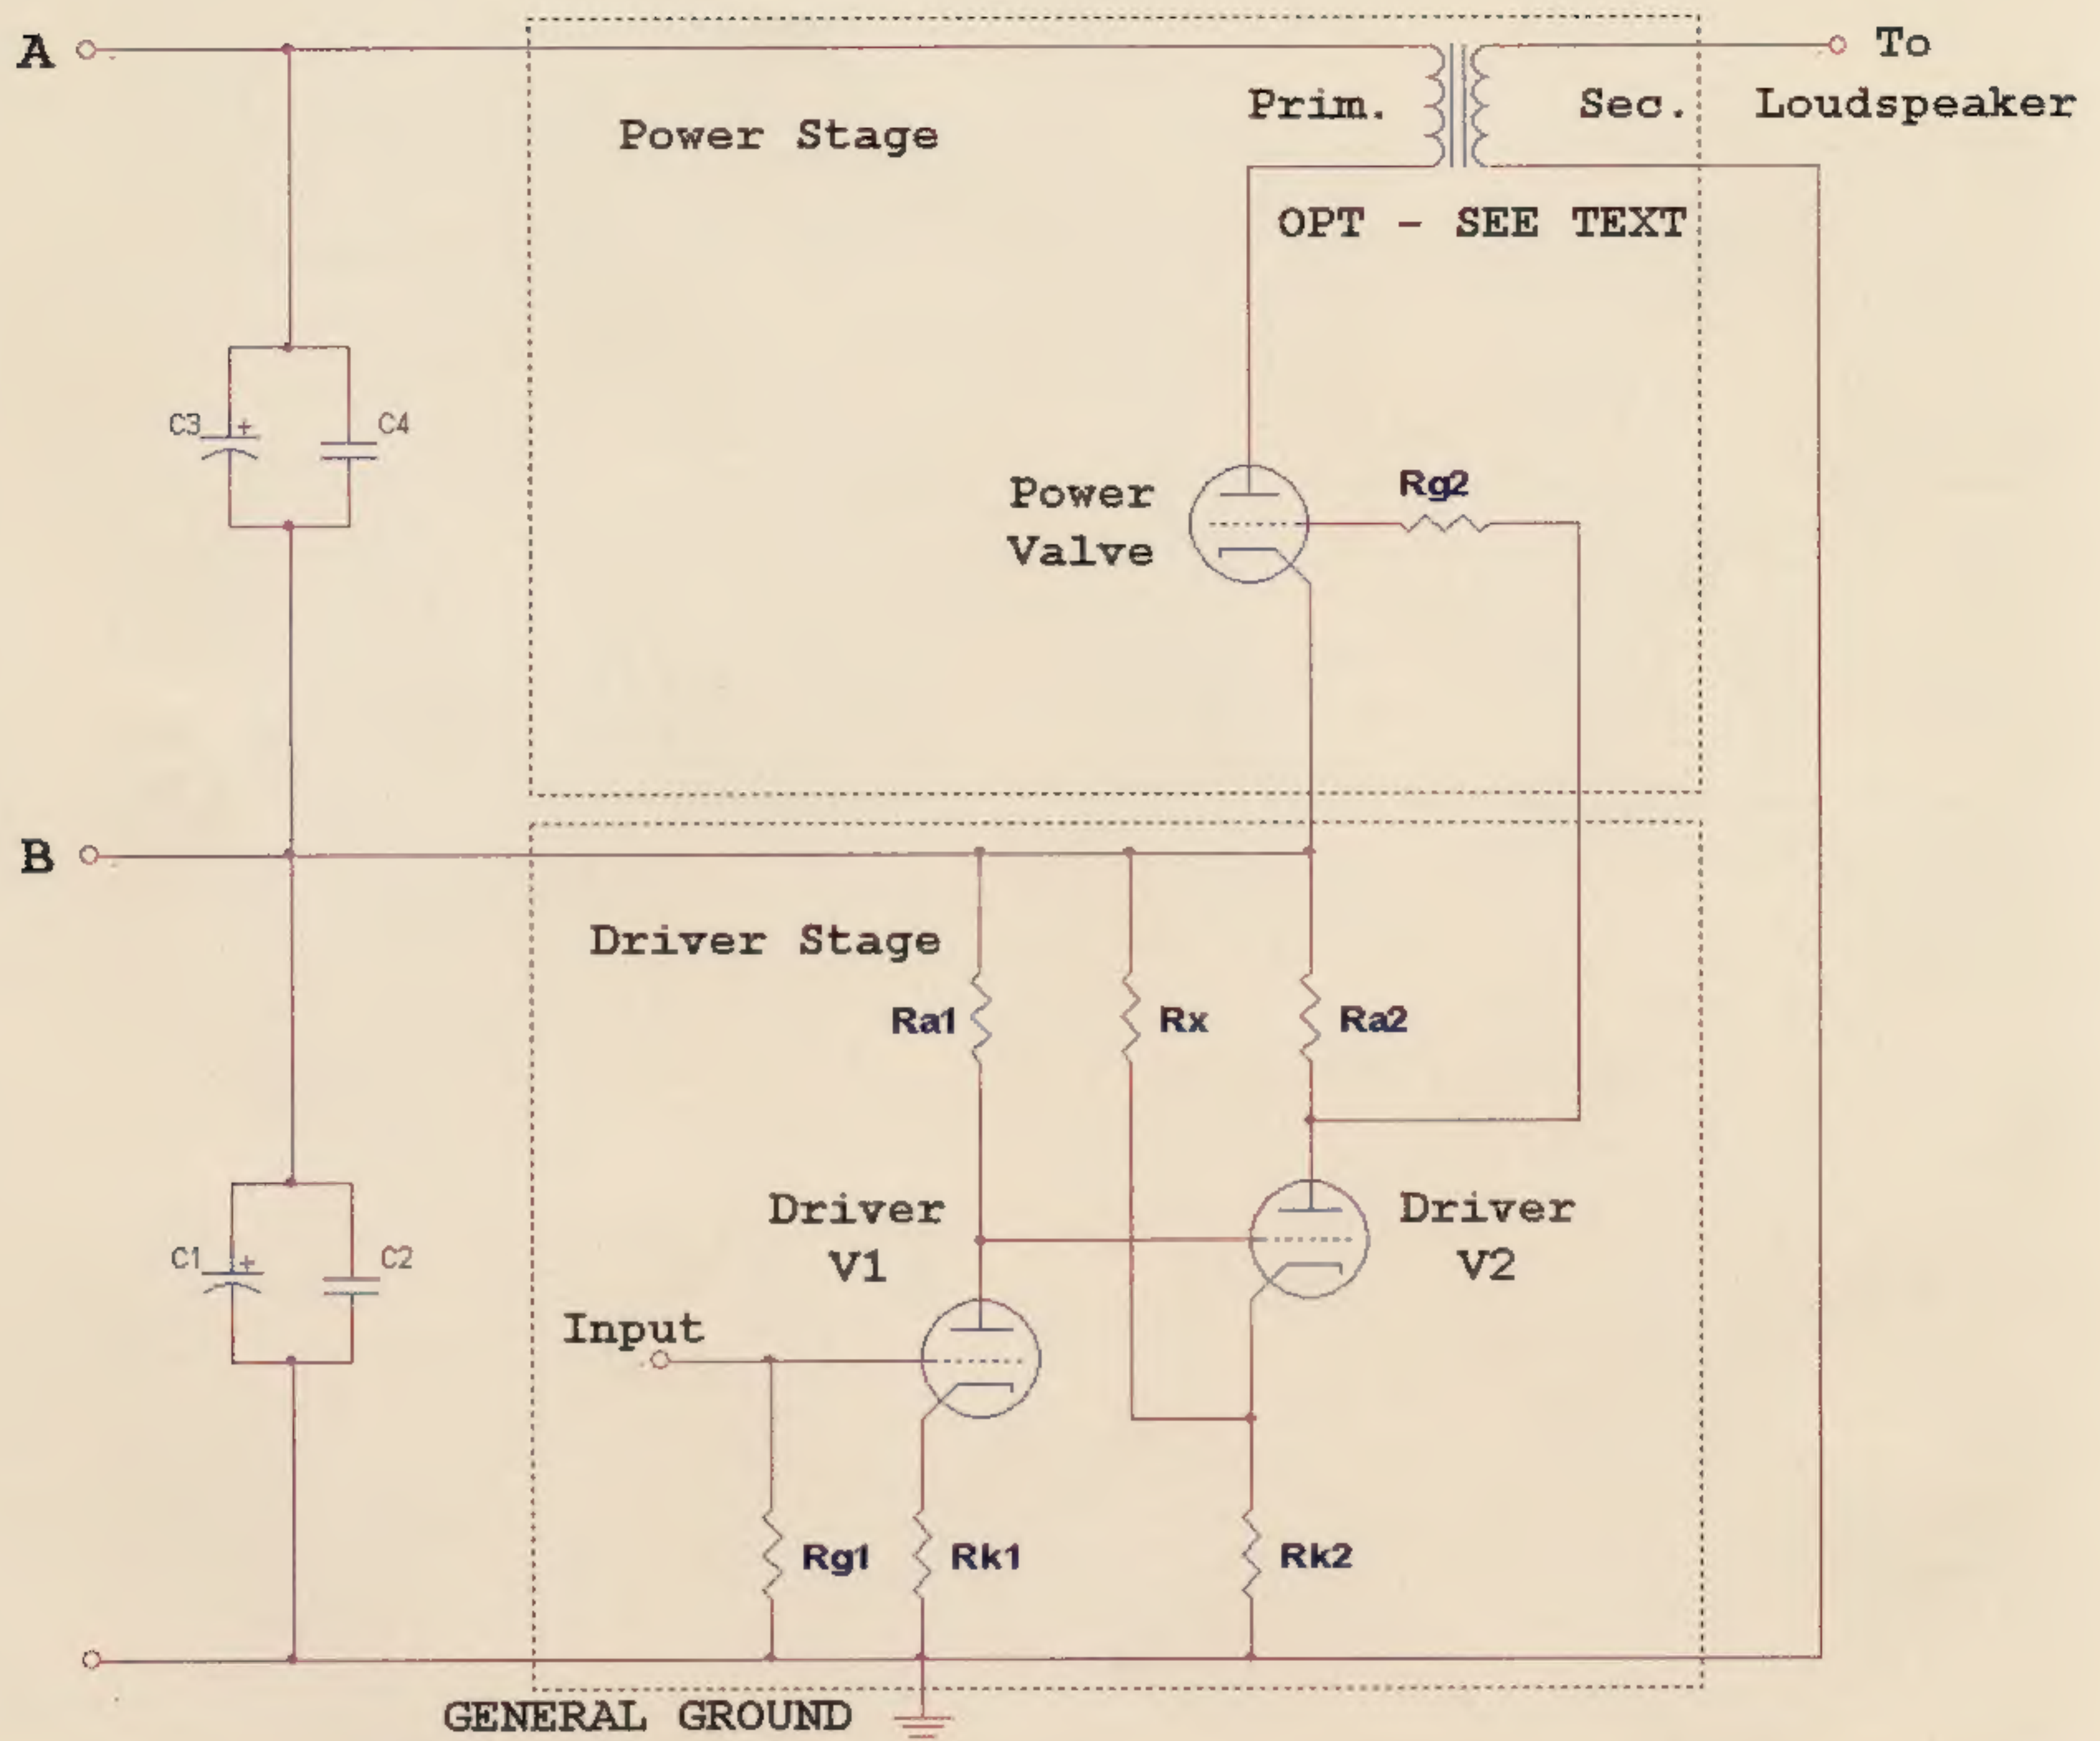 A
To
Loudspeaker
Prim.
Sec.
Power Stage
OPT - SEE TEXT
C3
+
C4
Power
Valve
Rg2
B
Driver Stage
Ra1
Rx
Ra2
Driver
V1
Driver
V2
C1
+
C2
Input
Rg1
Rk1
Rk2
GENERAL GROUND